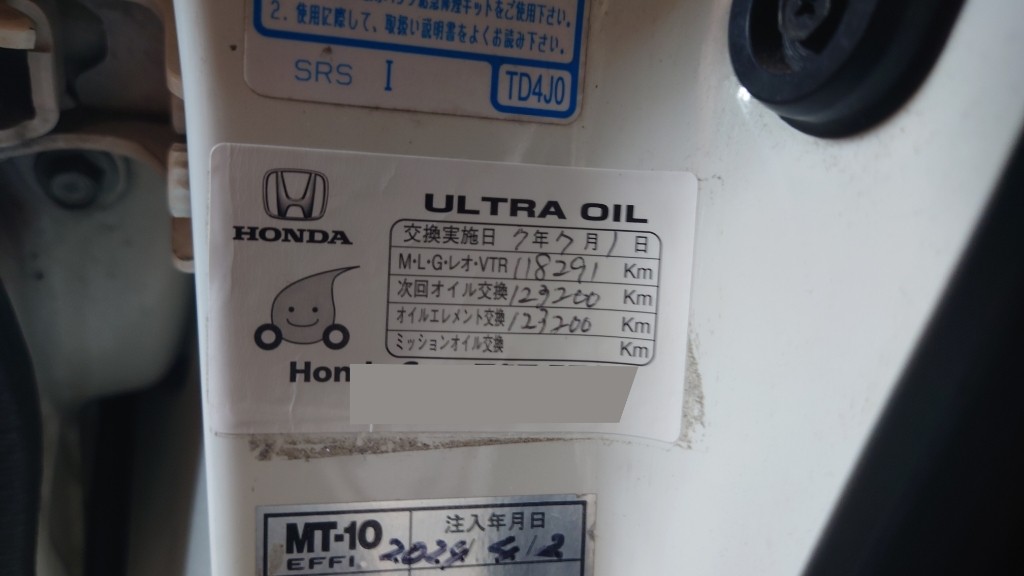 2. 使用に際して、取扱い説明書をよくお読み下さい。
SRS I
TD4J0
HONDA
ULTRA OIL
交換実施日 7年7月1日
M・L・G・レオ・VTR 118291 Km
次回オイル交換 123200 Km
オイルエレメント交換 123200 Km
ミッションオイル交換 Km
MT-10
EFFI
注入年月日